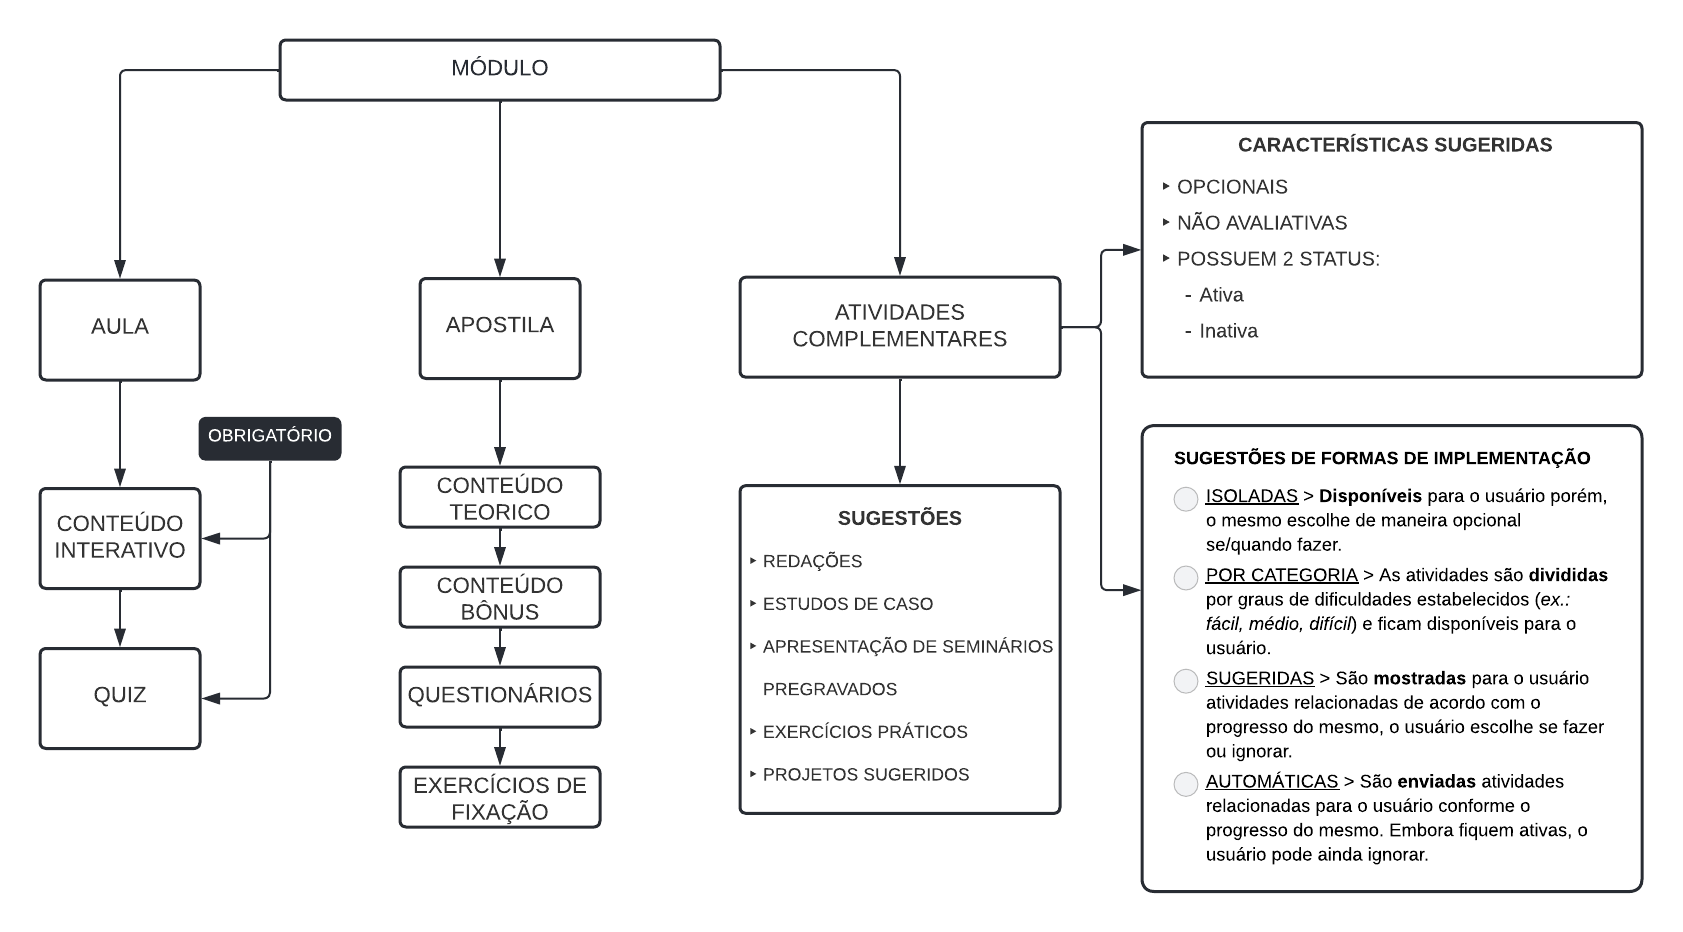 MÓDULO
AULA
OBRIGATÓRIO
CONTEÚDO
INTERATIVO
QUIZ
APOSTILA
CONTEÚDO
TEORICO
CONTEÚDO
BÔNUS
QUESTIONÁRIOS
EXERCÍCIOS DE
FIXAÇÃO
ATIVIDADES
COMPLEMENTARES
SUGESTÕES
‣ REDAÇÕES
‣ ESTUDOS DE CASO
‣ APRESENTAÇÃO DE SEMINÁRIOS
PREGRAVADOS
‣ EXERCÍCIOS PRÁTICOS
‣ PROJETOS SUGERIDOS
CARACTERÍSTICAS SUGERIDAS
‣ OPCIONAIS
‣ NÃO AVALIATIVAS
‣ POSSUEM 2 STATUS:
- Ativa
- Inativa
SUGESTÕES DE FORMAS DE IMPLEMENTAÇÃO
ISOLADAS > Disponíveis para o usuário porém,
o mesmo escolhe de maneira opcional
se/quando fazer.
POR CATEGORIA > As atividades são divididas
por graus de dificuldades estabelecidos (ex.:
fácil, médio, difícil) e ficam disponíveis para o
usuário.
SUGERIDAS > São mostradas para o usuário
atividades relacionadas de acordo com o
progresso do mesmo, o usuário escolhe se fazer
ou ignorar.
AUTOMÁTICAS > São enviadas atividades
relacionadas para o usuário conforme o
progresso do mesmo. Embora fiquem ativas, o
usuário pode ainda ignorar.